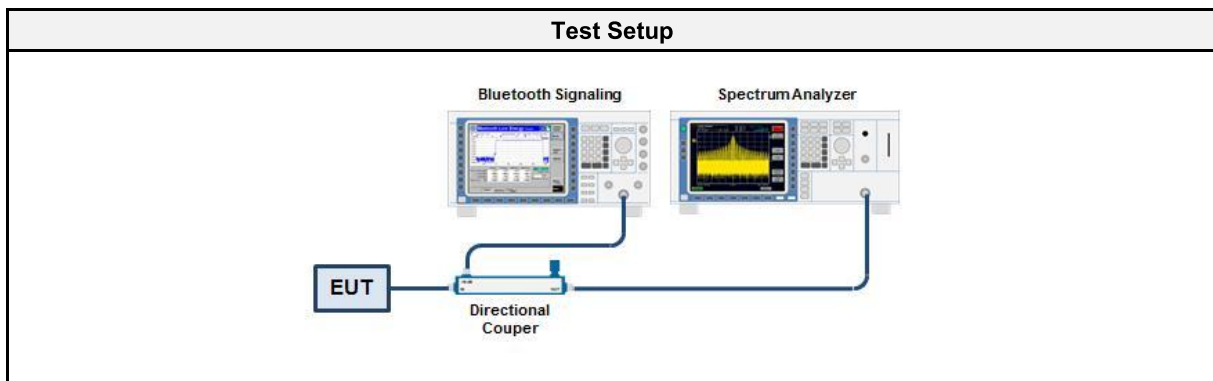 Test Setup
Bluetooth Signaling
Spectrum Analyzer
EUT
Directional
Couper